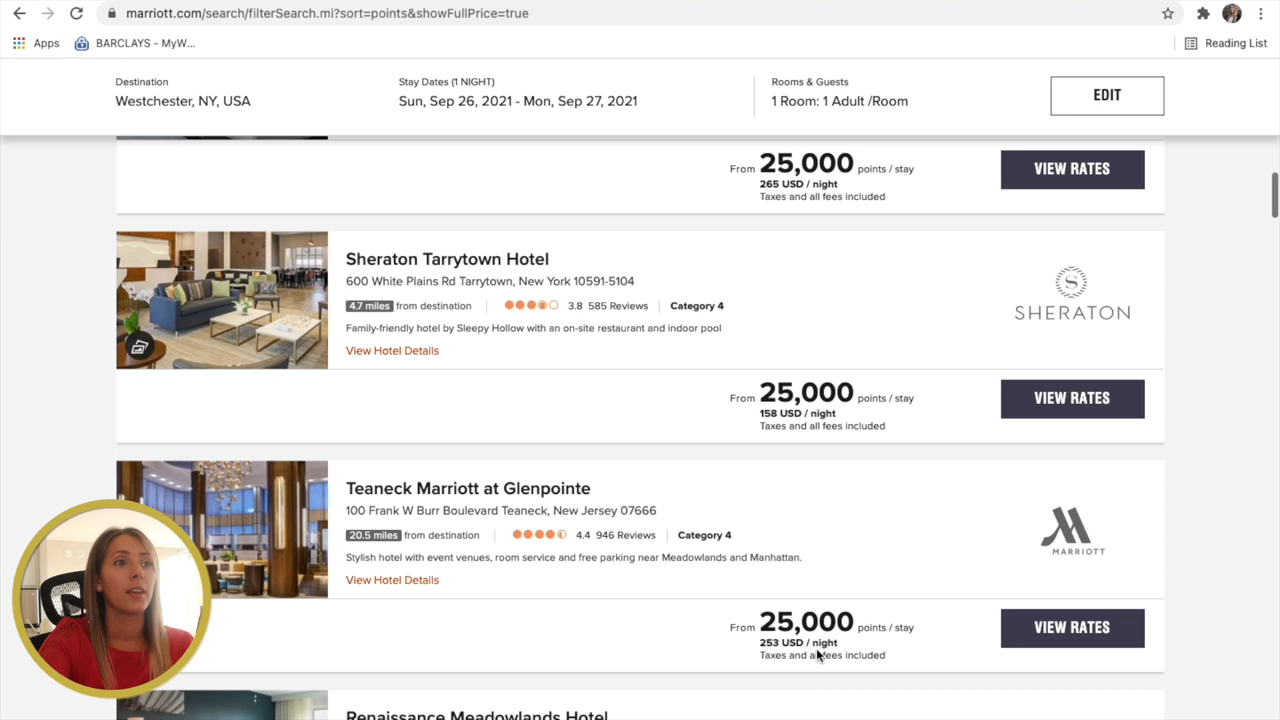 marriott.com/search/filterSearch.mi?sort=points&showFullPrice=true
Apps
BARCLAYS - MyW...
Reading List
Destination
Westchester, NY, USA
Stay Dates (1 NIGHT)
Sun, Sep 26, 2021 - Mon, Sep 27, 2021
Rooms & Guests
1 Room: 1 Adult /Room
EDIT
From 25,000 points / stay
265 USD / night
Taxes and all fees included
VIEW RATES
Sheraton Tarrytown Hotel
600 White Plains Rd Tarrytown, New York 10591-5104
4.7 miles from destination
3.8 585 Reviews
Category 4
Family-friendly hotel by Sleepy Hollow with an on-site restaurant and indoor pool
View Hotel Details
S
SHERATON
From 25,000 points / stay
158 USD / night
Taxes and all fees included
VIEW RATES
Teaneck Marriott at Glenpointe
100 Frank W Burr Boulevard Teaneck, New Jersey 07666
20.5 miles from destination
4.4 946 Reviews
Category 4
Stylish hotel with event venues, room service and free parking near Meadowlands and Manhattan.
View Hotel Details
MARRIOTT
From 25,000 points / stay
253 USD / night
Taxes and all fees included
VIEW RATES
Renaissance Meadowlands Hotel